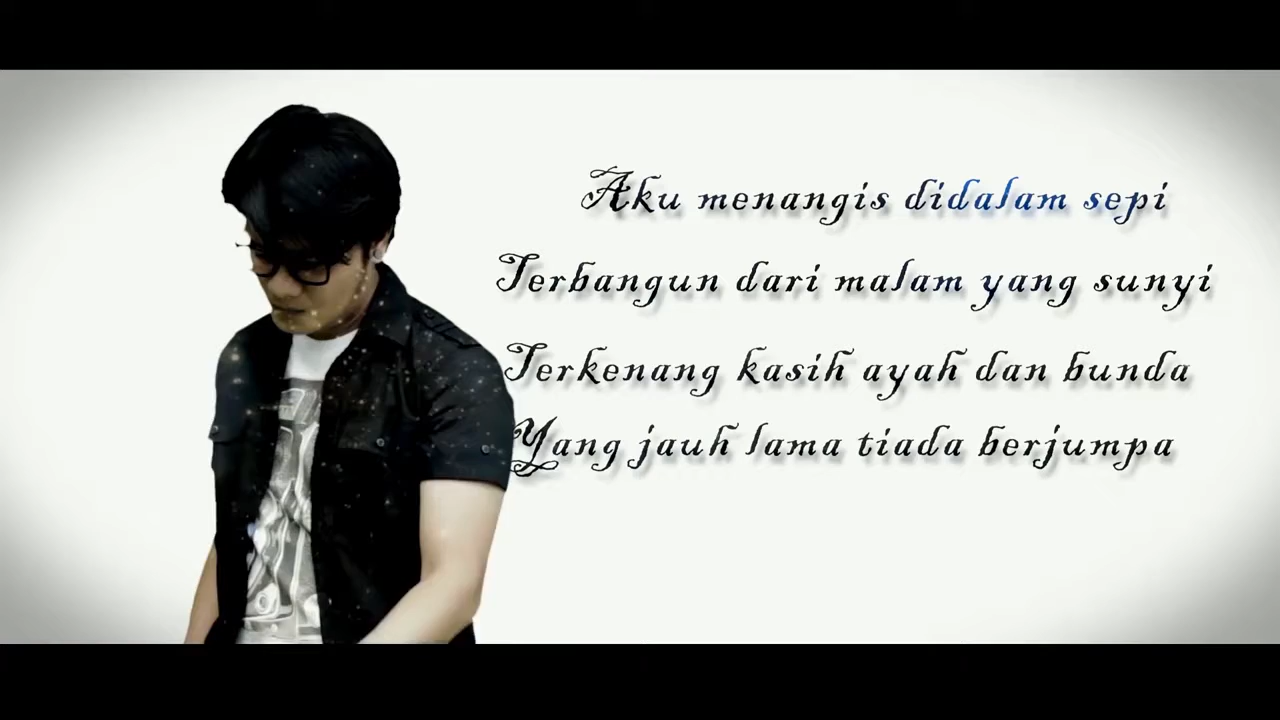 Aku menangis didalam sepi
Terbangun dari malam yang sunyi
Terkenang kasih ayah dan bunda
Yang jauh lama tiada berjumpa